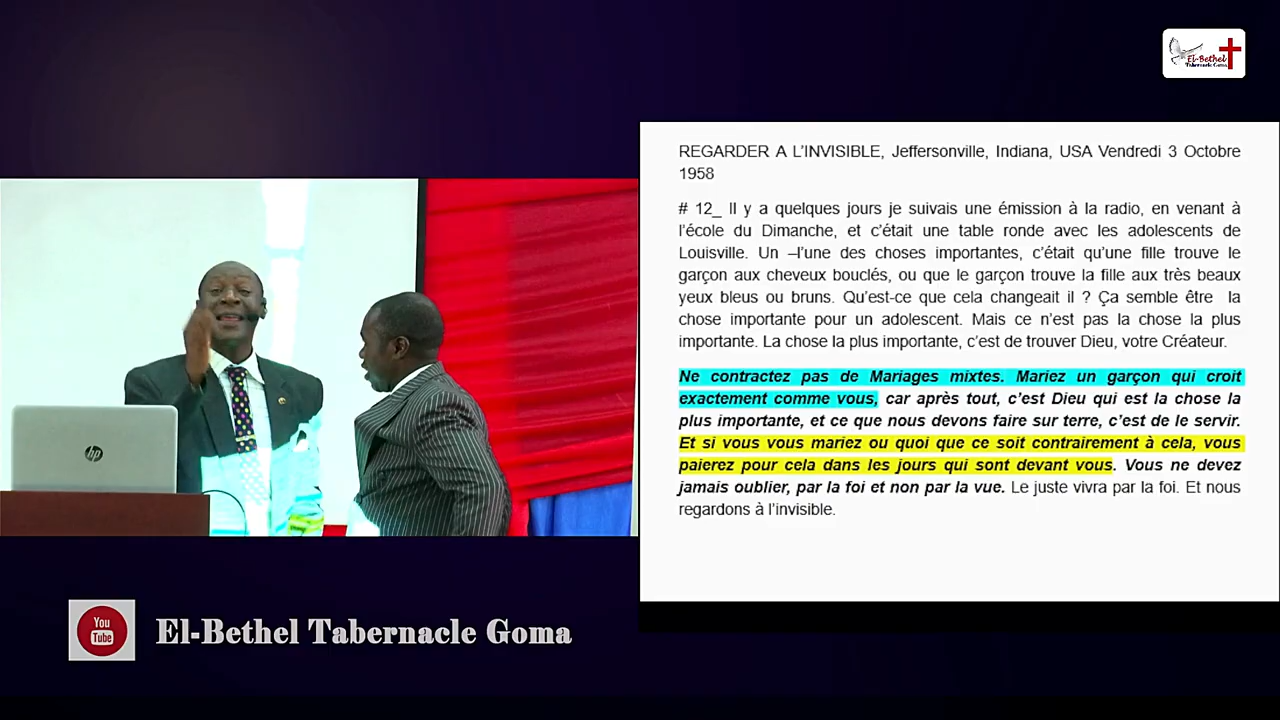 El-Bethel
Tabernacle Goma
REGARDER A L’INVISIBLE, Jeffersonville, Indiana, USA Vendredi 3 Octobre
1958
# 12_ Il y a quelques jours je suivais une émission à la radio, en venant à
l’école du Dimanche, et c’était une table ronde avec les adolescents de
Louisville. Un –l’une des choses importantes, c’était qu’une fille trouve le
garçon aux cheveux bouclés, ou que le garçon trouve la fille aux très beaux
yeux bleus ou bruns. Qu’est-ce que cela changeait il ? Ça semble être la
chose importante pour un adolescent. Mais ce n’est pas la chose la plus
importante. La chose la plus importante, c’est de trouver Dieu, votre Créateur.
Ne contractez pas de Mariages mixtes. Mariez un garçon qui croit
exactement comme vous, car après tout, c’est Dieu qui est la chose la
plus importante, et ce que nous devons faire sur terre, c’est de le servir.
Et si vous vous mariez ou quoi que ce soit contrairement à cela, vous
paierez pour cela dans les jours qui sont devant vous. Vous ne devez
jamais oublier, par la foi et non par la vue. Le juste vivra par la foi. Et nous
regardons à l’invisible.
hp
You
Tube
El-Bethel Tabernacle Goma